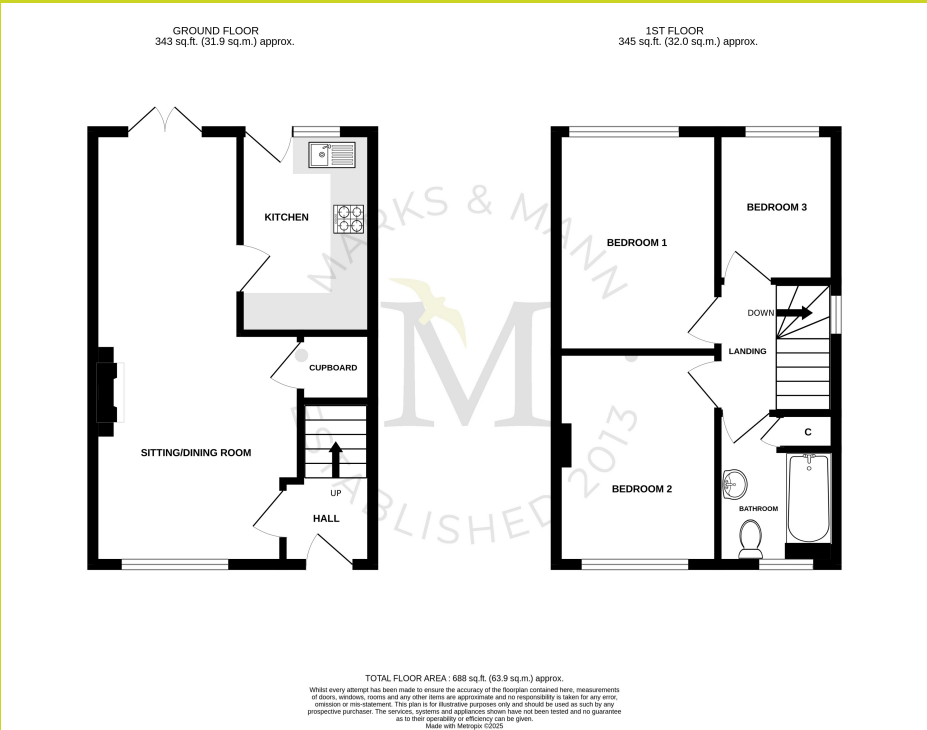 GROUND FLOOR
343 sq.ft. (31.9 sq.m.) approx.
1ST FLOOR
345 sq.ft. (32.0 sq.m.) approx.
KITCHEN
CUPBOARD
SITTING/DINING ROOM
UP
HALL
BEDROOM 1
BEDROOM 3
DOWN
LANDING
C
BEDROOM 2
BATHROOM
MARKS & MANN
M
ESTABLISHED 2013
TOTAL FLOOR AREA : 688 sq.ft. (63.9 sq.m.) approx.
Whilst every attempt has been made to ensure the accuracy of the floorplan contained here, measurements
of doors, windows, rooms and any other items are approximate and no responsibility is taken for any error,
omission or mis-statement. This plan is for illustrative purposes only and should be used as such by any
prospective purchaser. The services, systems and appliances shown have not been tested and no guarantee
as to their operability or efficiency can be given.
Made with Metropix ©2025